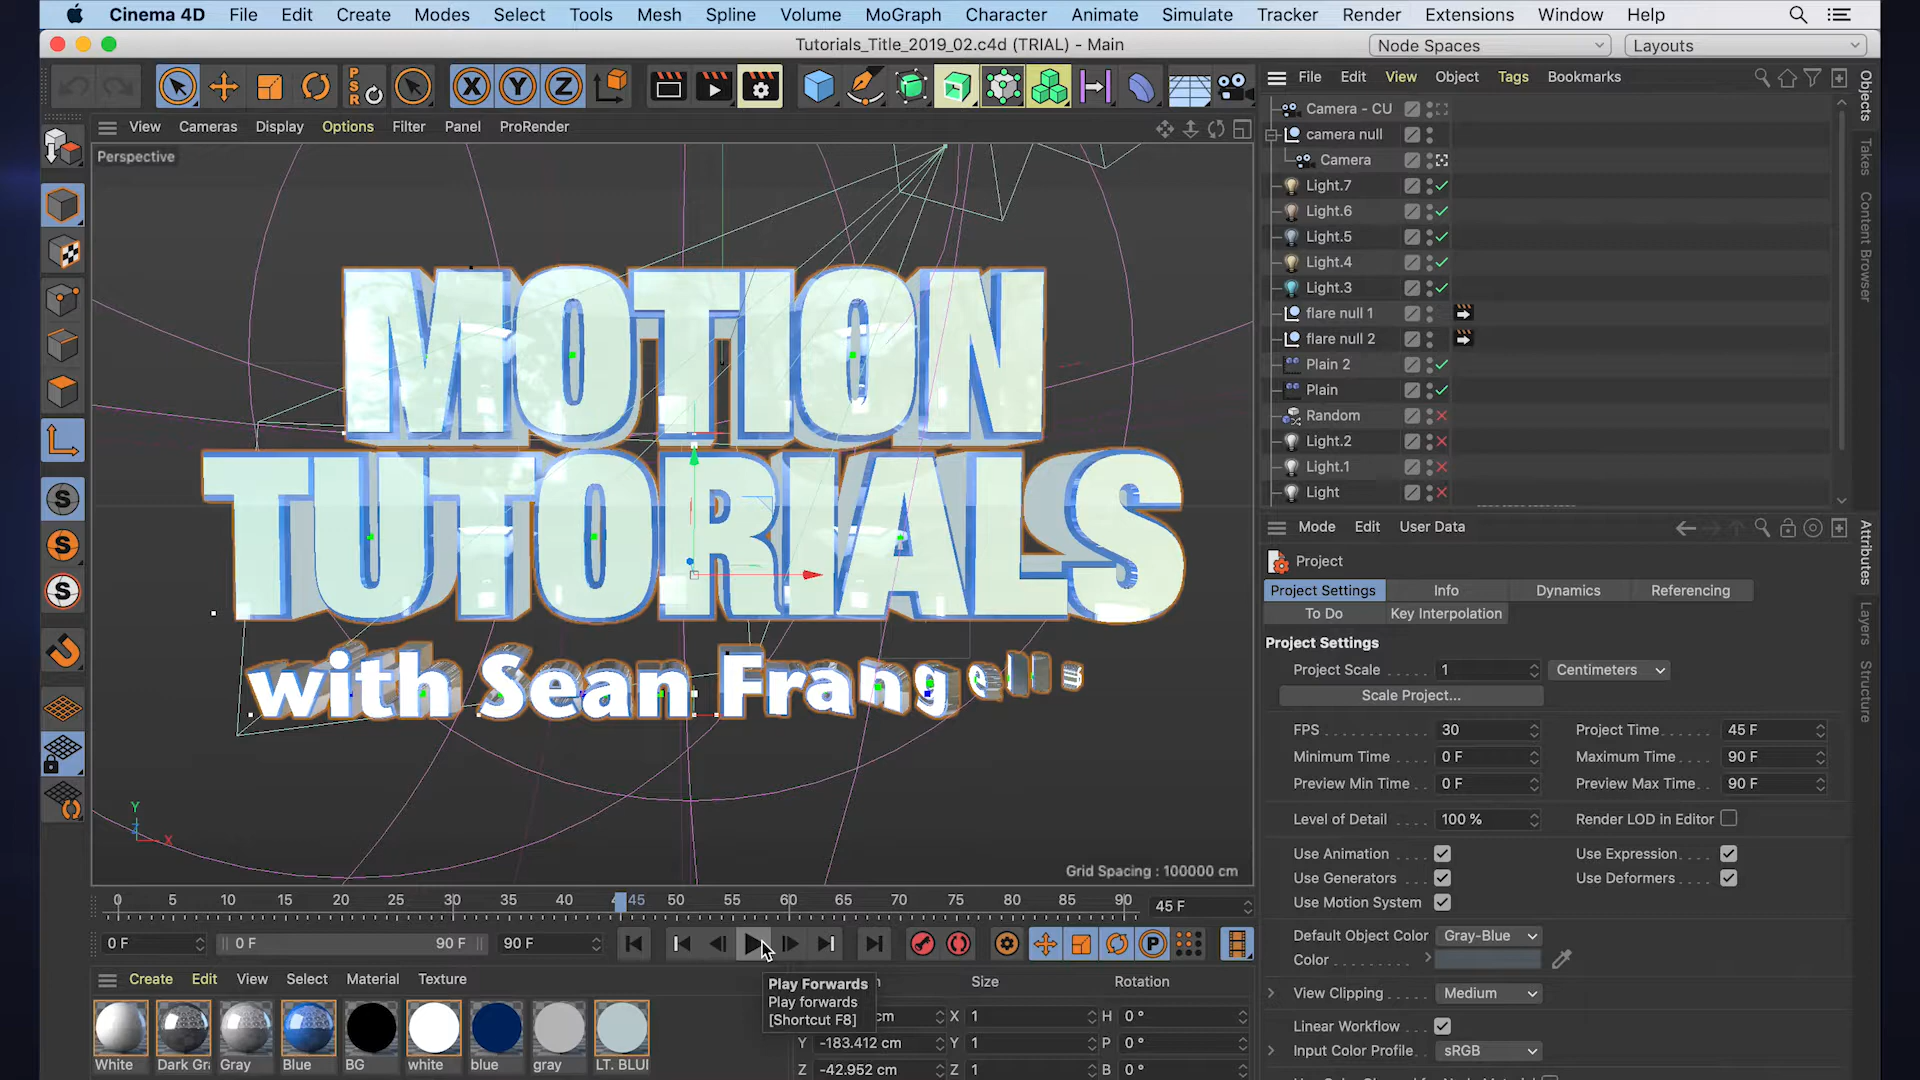 Cinema 4D File Edit Create Modes Select Tools Mesh Spline Volume MoGraph Character Animate Simulate Tracker Render Extensions Window Help
Tutorials_Title_2019_02.c4d (TRIAL) - Main
Node Spaces
Layouts
PSR
X Y Z
File Edit View Object Tags Bookmarks
View Cameras Display Options Filter Panel ProRender
Perspective
Camera - CU
camera null
Camera
Light.7
Light.6
Light.5
Light.4
Light.3
flare null 1
flare null 2
Plain 2
Plain
Random
Light.2
Light.1
Light
Objects
Takes
Content Browser
MOTION
TUTORIALS
with Sean Frangella
Y
Z
X
Grid Spacing : 100000 cm
Mode Edit User Data
Project
Project Settings Info Dynamics Referencing
To Do Key Interpolation
Project Settings
Project Scale 1 Centimeters
Scale Project...
FPS 30 Project Time 45 F
Minimum Time 0 F Maximum Time 90 F
Preview Min Time 0 F Preview Max Time 90 F
Level of Detail 100 % Render LOD in Editor
Use Animation Use Expression
Use Generators Use Deformers
Use Motion System
Default Object Color Gray-Blue
Color
View Clipping Medium
Linear Workflow
Input Color Profile sRGB
Attributes
Layers
Structure
0 5 10 15 20 25 30 35 40 45 50 55 60 65 70 75 80 85 90 45 F
0 F 0 F 90 F 90 F
P
Create Edit View Select Material Texture
Play Forwards
Play forwards
[Shortcut F8]
Size Rotation
cm X 1 H 0 °
Y -183.412 cm Y 1 P 0 °
Z -42.952 cm Z 1 B 0 °
White Dark Gr Gray Blue BG white blue gray LT. BLUI